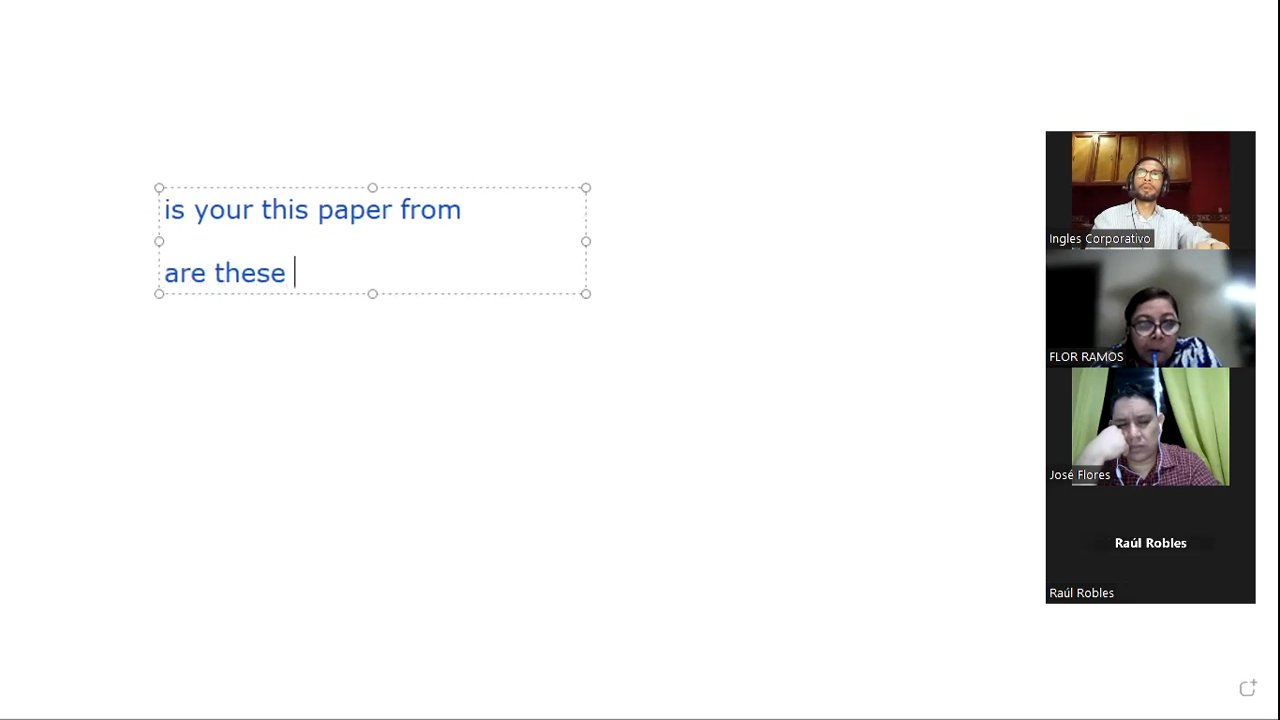 is your this paper from
are these
Ingles Corporativo
FLOR RAMOS
José Flores
Raúl Robles
Raúl Robles